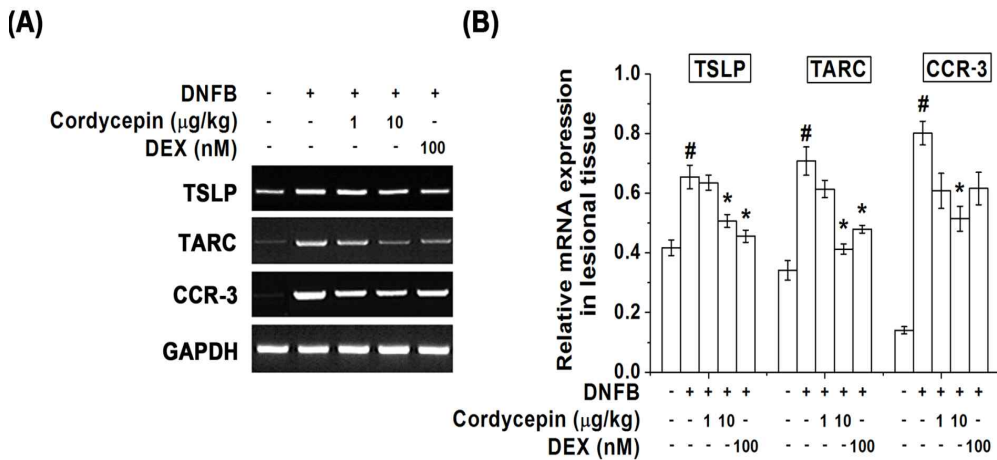 (A)
DNFB - + + + +
Cordycepin (μg/kg) - - 1 10 -
DEX (nM) - - - - 100
TSLP
TARC
CCR-3
GAPDH
(B)
Relative mRNA expression
in lesional tissue
1.0
0.8
0.6
0.4
0.2
0.0
TSLP TARC CCR-3
# * *
# * *
# *
DNFB - + + + + - + + + + - + + + +
Cordycepin (μg/kg) - - 1 10 - - - 1 10 - - - 1 10 -
DEX (nM) - - - - 100 - - - - 100 - - - - 100